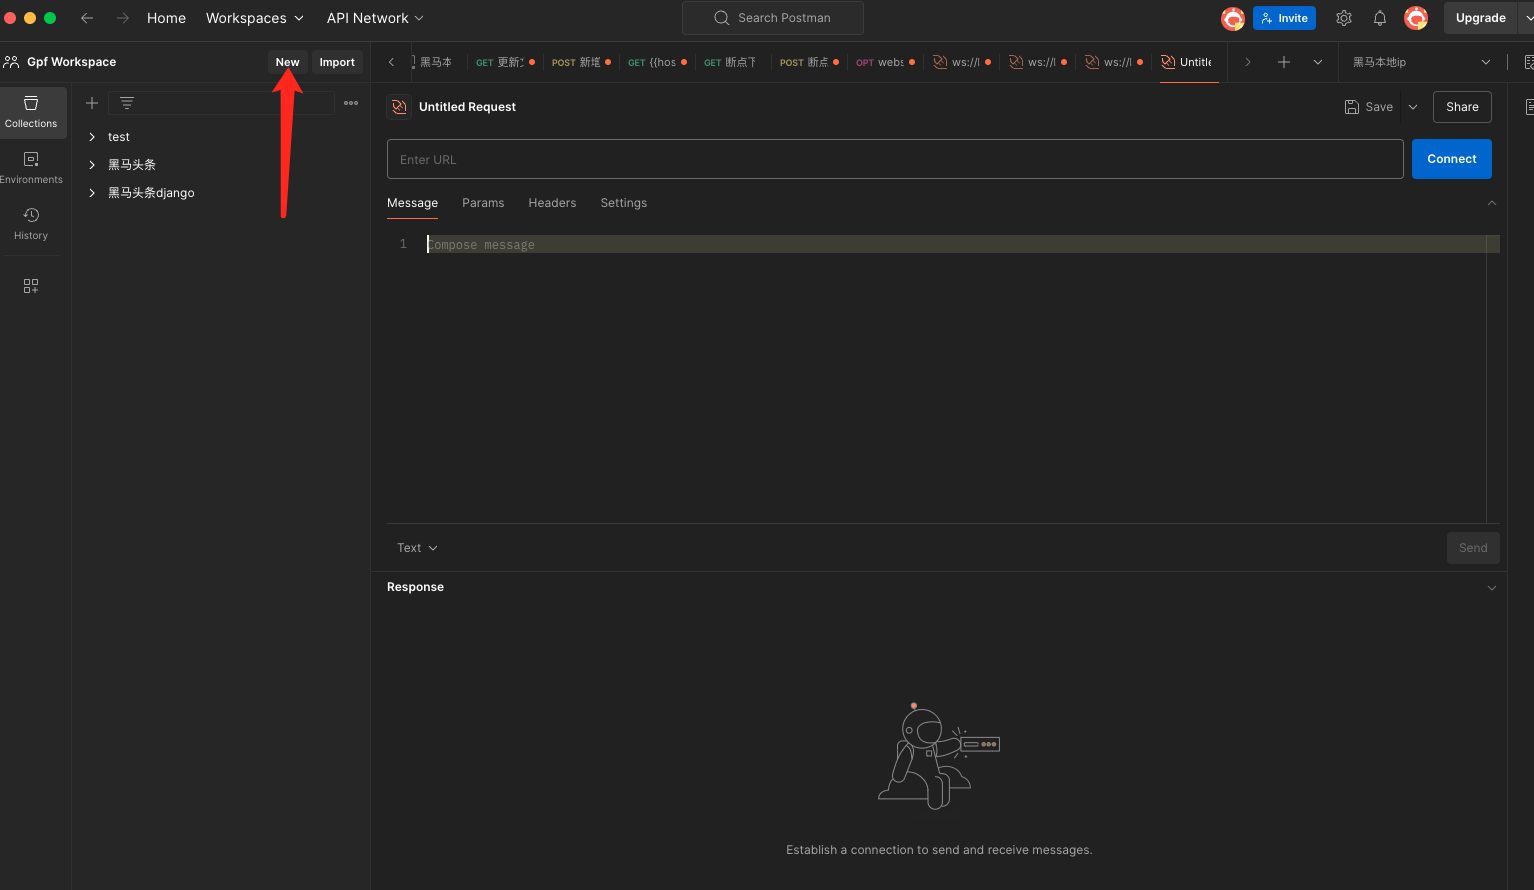 Home Workspaces API Network Search Postman Invite Upgrade
Gpf Workspace New Import
黑马本 GET 更新 POST 新增 GET {{hos GET 断点下 POST 断点 OPT webs ws://l ws://l ws://l Untitle 黑马本地ip
Collections
Environments
History
test
黑马头条
黑马头条django
Untitled Request Save Share
Enter URL Connect
Message Params Headers Settings
1 Compose message
Text Send
Response
Establish a connection to send and receive messages.